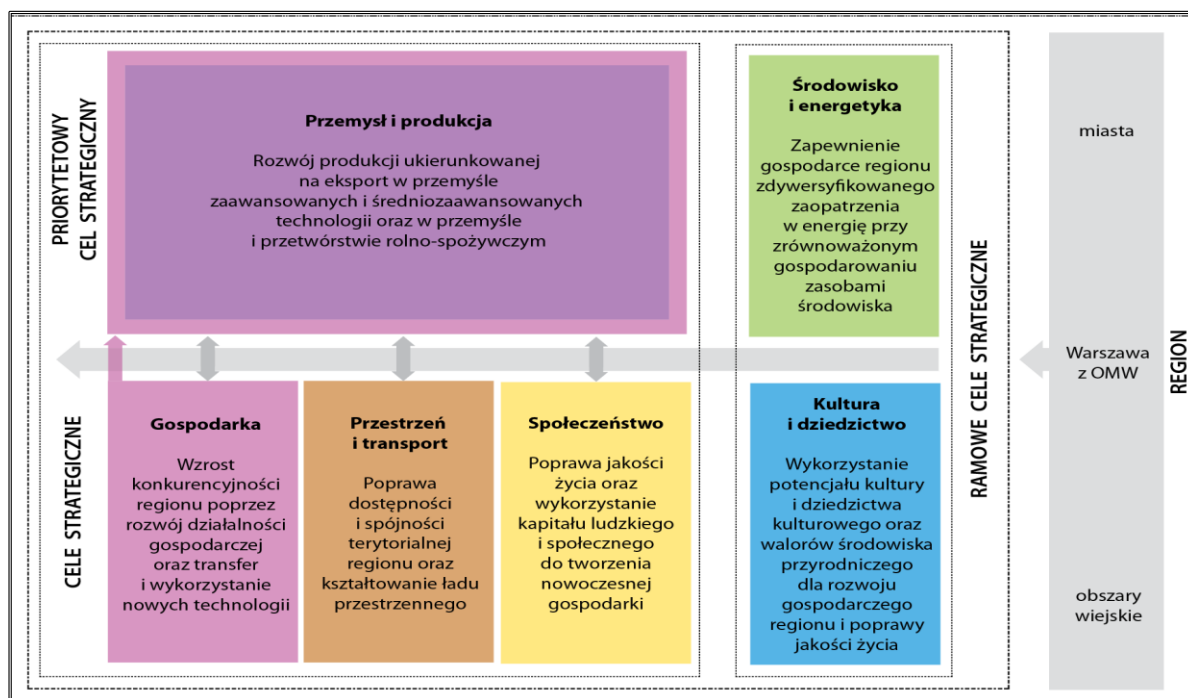 PRIORYTETOWY
CEL STRATEGICZNY
Przemysł i produkcja
Rozwój produkcji ukierunkowanej
na eksport w przemyśle
zaawansowanych i średniozaawansowanych
technologii oraz w przemyśle
i przetwórstwie rolno-spożywczym
Środowisko
i energetyka
Zapewnienie
gospodarce regionu
zdywersyfikowanego
zaopatrzenia
w energię przy
zrównoważonym
gospodarowaniu
zasobami
środowiska
CELE STRATEGICZNE
Gospodarka
Wzrost
konkurencyjności
regionu poprzez
rozwój działalności
gospodarczej
oraz transfer
i wykorzystanie
nowych technologii
Przestrzeń
i transport
Poprawa
dostępności
i spójności
terytorialnej
regionu oraz
kształtowanie ładu
przestrzennego
Społeczeństwo
Poprawa jakości
życia oraz
wykorzystanie
kapitału ludzkiego
i społecznego
do tworzenia
nowoczesnej
gospodarki
Kultura
i dziedzictwo
Wykorzystanie
potencjału kultury
i dziedzictwa
kulturowego oraz
walorów środowiska
przyrodniczego
dla rozwoju
gospodarczego
regionu i poprawy
jakości życia
RAMOWE CELE STRATEGICZNE
miasta
Warszawa
z OMW
obszary
wiejskie
REGION